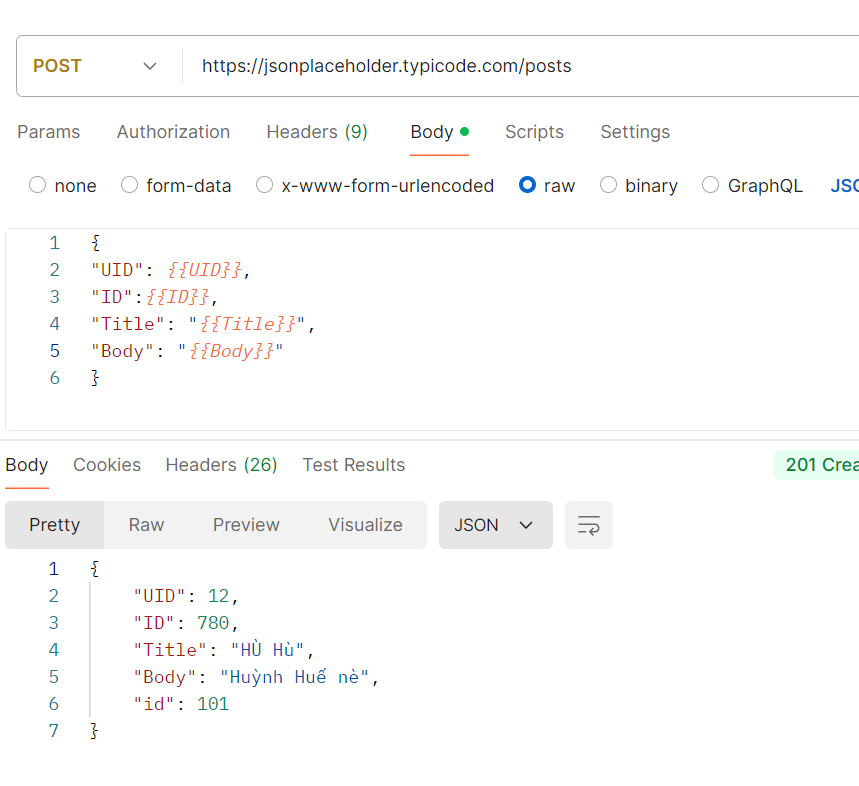 POST https://jsonplaceholder.typicode.com/posts
Params Authorization Headers (9) Body Scripts Settings
none form-data x-www-form-urlencoded raw binary GraphQL JSO
1 {
2 "UID": {{UID}},
3 "ID":{{ID}},
4 "Title": "{{Title}}",
5 "Body": "{{Body}}"
6 }
Body Cookies Headers (26) Test Results 201 Crea
Pretty Raw Preview Visualize JSON
1 {
2 "UID": 12,
3 "ID": 780,
4 "Title": "HÙ Hù",
5 "Body": "Huỳnh Huế nè",
6 "id": 101
7 }